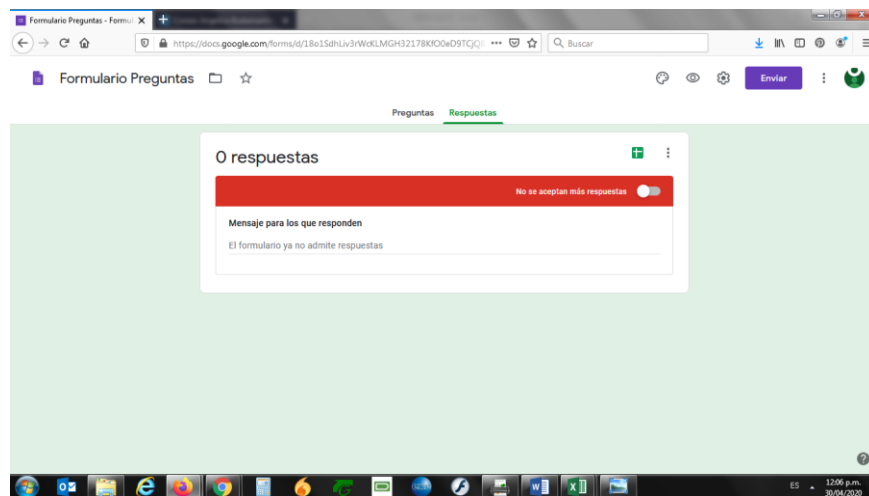 Formulario Preguntas - Formul
https://docs.google.com/forms/d/18o1SdhLiv3rWcKLMGH32178KfO0eD9TCjQ
Buscar
Formulario Preguntas
Enviar
Preguntas Respuestas
0 respuestas
No se aceptan más respuestas
Mensaje para los que responden
El formulario ya no admite respuestas
ES
12:06 p.m.
30/04/2020